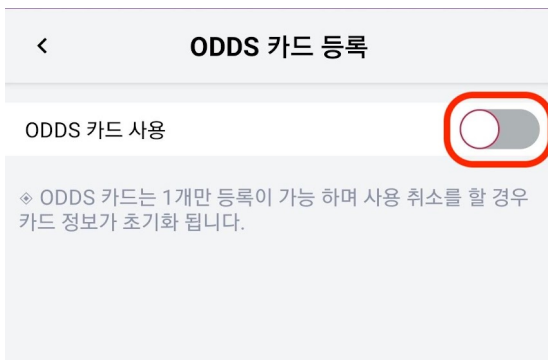 ODDS 카드 등록
ODDS 카드 사용
◈ ODDS 카드는 1개만 등록이 가능 하며 사용 취소를 할 경우
카드 정보가 초기화 됩니다.